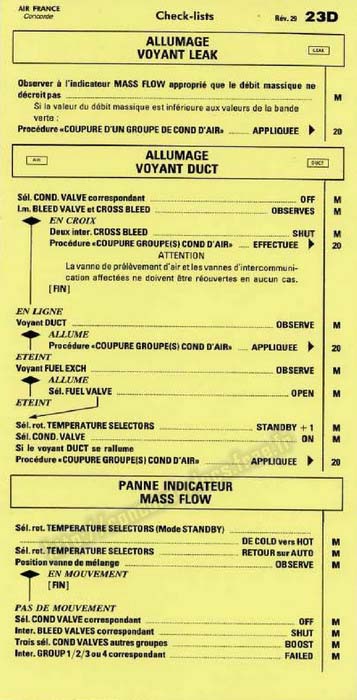 AIR FRANCE
Concorde
Check-lists
Rév. 29 23D
ALLUMAGE
VOYANT LEAK
LEAK
Observer à l'indicateur MASS FLOW approprié que le débit massique ne
décroît pas M
Si la valeur du débit massique est inférieure aux valeurs de la bande
verte :
Procédure «COUPURE D'UN GROUPE DE COND D'AIR» APPLIQUEE 20
AIR
ALLUMAGE
VOYANT DUCT
DUCT
Sél. COND. VALVE correspondant OFF M
I.m. BLEED VALVE et CROSS BLEED OBSERVES M
EN CROIX
Deux inter. CROSS BLEED SHUT M
Procédure «COUPURE GROUPE(S) COND D'AIR» EFFECTUEE 20
ATTENTION
La vanne de prélèvement d'air et les vannes d'intercommuni-
cation affectées ne doivent être réouvertes en aucun cas.
[FIN]
EN LIGNE
Voyant DUCT OBSERVE M
ALLUME
Procédure «COUPURE GROUPE(S) COND D'AIR» APPLIQUEE 20
ETEINT
Voyant FUEL EXCH OBSERVE M
ALLUME
Sél. FUEL VALVE OPEN M
ETEINT
Sél. rot. TEMPERATURE SELECTORS STANDBY + 1 M
Sél. COND. VALVE ON M
Si le voyant DUCT se rallume
Procédure «COUPURE GROUPE(S) COND D'AIR» APPLIQUEE 20
PANNE INDICATEUR
MASS FLOW
Sél. rot. TEMPERATURE SELECTORS (Mode STANDBY)
DE COLD vers HOT M
Sél. rot. TEMPERATURE SELECTORS RETOUR sur AUTO M
Position vanne de mélange OBSERVE M
EN MOUVEMENT
[FIN]
PAS DE MOUVEMENT
Sél. COND VALVE correspondant OFF M
Inter. BLEED VALVES correspondant SHUT M
Trois sél. COND VALVES autres groupes BOOST M
Inter. GROUP 1/2/3 ou 4 correspondant FAILED M